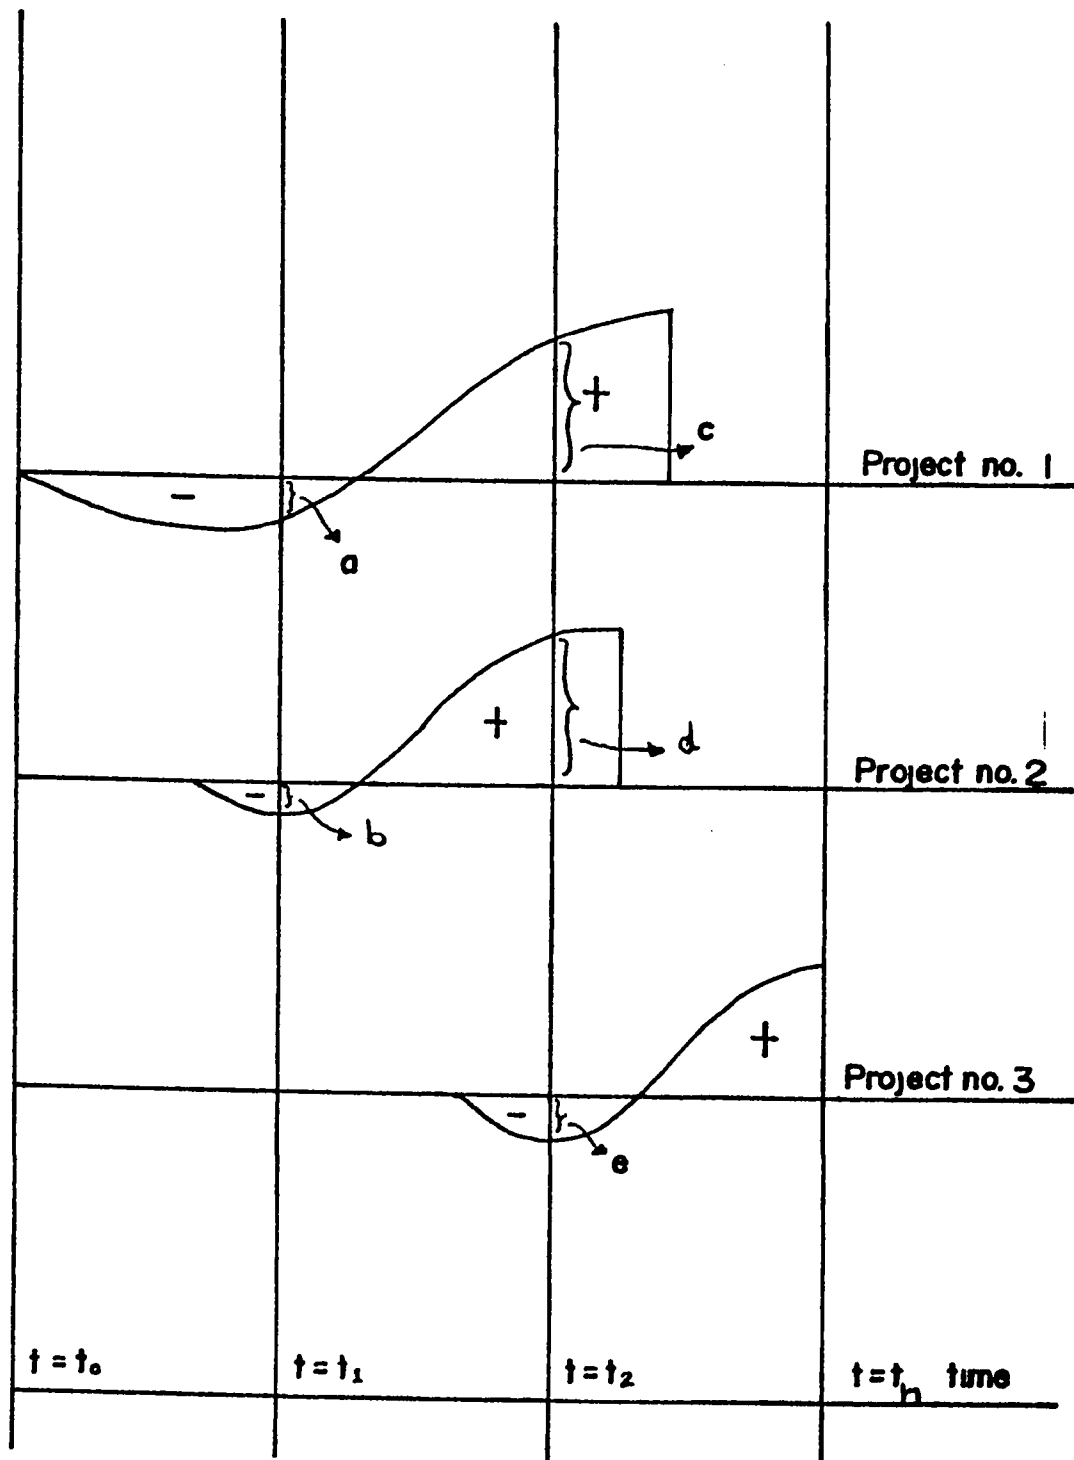 +
c
Project no. 1
-
a
+
d
Project no. 2
-
b
+
Project no. 3
-
e
t = t₀
t = t₁
t = t₂
t = tₙ time